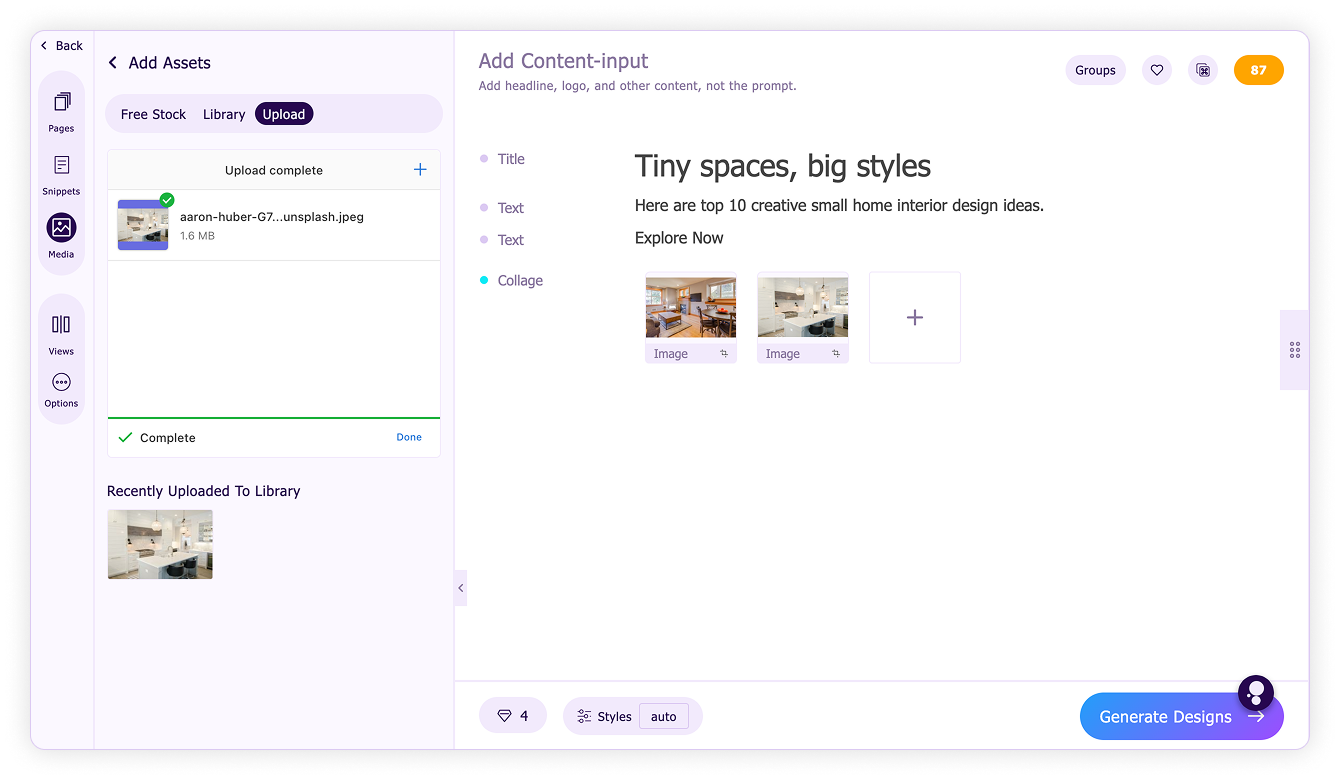 Back
Pages
Snippets
Media
Views
Options
Add Assets
Free Stock Library Upload
Upload complete
aaron-huber-G7...unsplash.jpeg
1.6 MB
Complete Done
Recently Uploaded To Library
Add Content-input
Add headline, logo, and other content, not the prompt.
Groups 87
Title Tiny spaces, big styles
Text Here are top 10 creative small home interior design ideas.
Text Explore Now
Collage
Image Image
4 Styles auto
Generate Designs